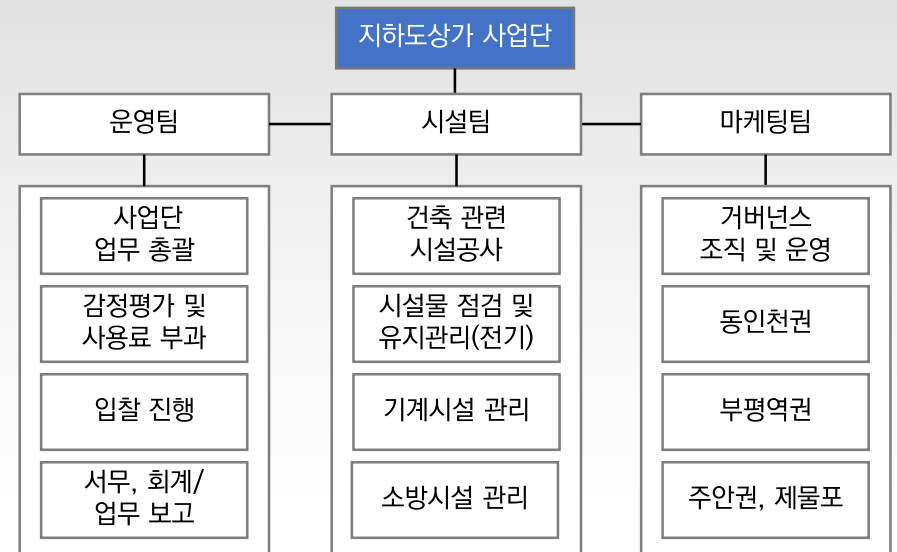 지하도상가 사업단
운영팀
시설팀
마케팅팀
사업단
업무 총괄
감정평가 및
사용료 부과
입찰 진행
서무, 회계/
업무 보고
건축 관련
시설공사
시설물 점검 및
유지관리(전기)
기계시설 관리
소방시설 관리
거버넌스
조직 및 운영
동인천권
부평역권
주안권, 제물포